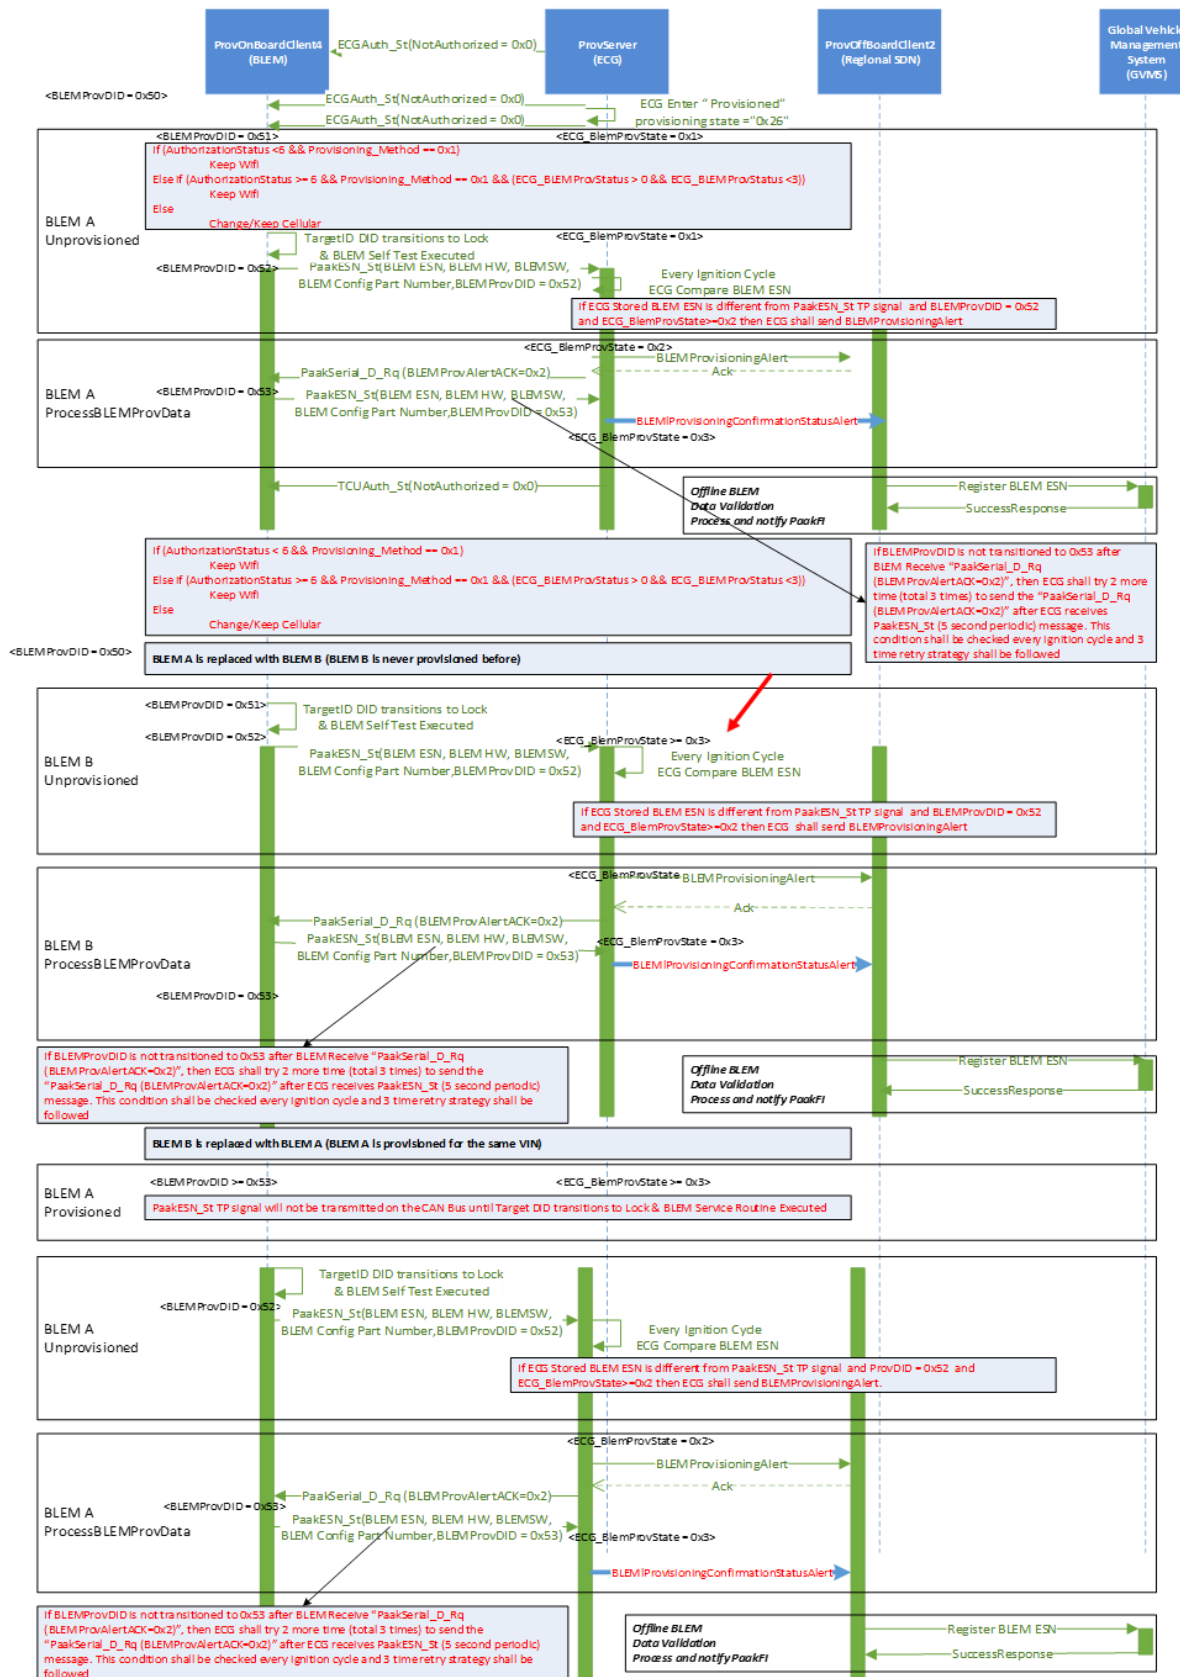 ProvOnBoardClient4
(BLEM)
ECGAuth_St(NotAuthorized = 0x0)
ProvServer
(ECG)
ProvOffBoardClient2
(Regional SDN)
Global Vehicle
Management
System
(GVMS)
<BLEMProvDID = 0x50>
ECGAuth_St(NotAuthorized = 0x0)
ECGAuth_St(NotAuthorized = 0x0)
ECG Enter " Provisioned"
provisioning state ="0x26"
<BLEMProvDID = 0x51>
<ECG_BlemProvState = 0x1>
BLEM A
Unprovisioned
If (AuthorizationStatus <6 && Provisioning_Method == 0x1)
Keep Wifi
Else if (AuthorizationStatus >= 6 && Provisioning_Method == 0x1 && (ECG_BLEMProvStatus > 0 && ECG_BLEMProvStatus <3))
Keep Wifi
Else
Change/Keep Cellular
TargetID DID transitions to Lock
& BLEM Self Test Executed
<ECG_BlemProvState = 0x1>
<BLEMProvDID = 0x52>
PaakESN_St(BLEM ESN, BLEM HW, BLEMSW,
BLEM Config Part Number,BLEMProvDID = 0x52)
Every Ignition Cycle
ECG Compare BLEM ESN
If ECG Stored BLEM ESN is different from PaakESN_St TP signal and BLEMProvDID = 0x52
and ECG_BlemProvState>=0x2 then ECG shall send BLEMProvisioningAlert
<ECG_BlemProvState = 0x2>
BLEMProvisioningAlert
Ack
BLEM A
ProcessBLEMProvData
PaakSerial_D_Rq (BLEMProvAlertACK=0x2)
<BLEMProvDID = 0x53>
PaakESN_St(BLEM ESN, BLEM HW, BLEMSW,
BLEM Config Part Number,BLEMProvDID = 0x53)
BLEMlProvisioningConfirmationStatusAlert
<ECG_BlemProvState = 0x3>
TCUAuth_St(NotAuthorized = 0x0)
Offline BLEM
Data Validation
Process and notify PaakFI
Register BLEM ESN
SuccessResponse
If (AuthorizationStatus < 6 && Provisioning_Method == 0x1)
Keep Wifi
Else if (AuthorizationStatus >= 6 && Provisioning_Method == 0x1 && (ECG_BLEMProvStatus > 0 && ECG_BLEMProvStatus <3))
Keep Wifi
Else
Change/Keep Cellular
If BLEMProvDID is not transitioned to 0x53 after
BLEM Receive "PaakSerial_D_Rq
(BLEMProvAlertACK=0x2)", then ECG shall try 2 more
time (total 3 times) to send the "PaakSerial_D_Rq
(BLEMProvAlertACK=0x2)" after ECG receives
PaakESN_St (5 second periodic) message. This
condition shall be checked every ignition cycle and 3
time retry strategy shall be followed
<BLEMProvDID = 0x50>
BLEM A is replaced with BLEM B (BLEM B is never provisioned before)
BLEM B
Unprovisioned
<BLEMProvDID = 0x51>
TargetID DID transitions to Lock
& BLEM Self Test Executed
<BLEMProvDID = 0x52>
<ECG_BlemProvState >= 0x3>
PaakESN_St(BLEM ESN, BLEM HW, BLEMSW,
BLEM Config Part Number,BLEMProvDID = 0x52)
Every Ignition Cycle
ECG Compare BLEM ESN
If ECG Stored BLEM ESN is different from PaakESN_St TP signal and BLEMProvDID = 0x52
and ECG_BlemProvState>=0x2 then ECG shall send BLEMProvisioningAlert
<ECG_BlemProvState
BLEMProvisioningAlert
Ack
BLEM B
ProcessBLEMProvData
PaakSerial_D_Rq (BLEMProvAlertACK=0x2)
PaakESN_St(BLEM ESN, BLEM HW, BLEMSW,
BLEM Config Part Number,BLEMProvDID = 0x53)
<ECG_BlemProvState = 0x3>
BLEMlProvisioningConfirmationStatusAlert
<BLEMProvDID = 0x53>
If BLEMProvDID is not transitioned to 0x53 after BLEM Receive "PaakSerial_D_Rq
(BLEMProvAlertACK=0x2)", then ECG shall try 2 more time (total 3 times) to send the
"PaakSerial_D_Rq (BLEMProvAlertACK=0x2)" after ECG receives PaakESN_St (5 second periodic)
message. This condition shall be checked every ignition cycle and 3 time retry strategy shall be
followed
Offline BLEM
Data Validation
Process and notify PaakFI
Register BLEM ESN
SuccessResponse
BLEM B is replaced with BLEM A (BLEM A is provisioned for the same VIN)
BLEM A
Provisioned
<BLEMProvDID >= 0x53>
<ECG_BlemProvState >= 0x3>
PaakESN_St TP signal will not be transmitted on the CAN Bus until Target DID transitions to Lock & BLEM Service Routine Executed
BLEM A
Unprovisioned
TargetID DID transitions to Lock
& BLEM Self Test Executed
<BLEMProvDID = 0x52>
PaakESN_St(BLEM ESN, BLEM HW, BLEMSW,
BLEM Config Part Number,BLEMProvDID = 0x52)
Every Ignition Cycle
ECG Compare BLEM ESN
If ECG Stored BLEM ESN is different from PaakESN_St TP signal and ProvDID = 0x52 and
ECG_BlemProvState>=0x2 then ECG shall send BLEMProvisioningAlert.
<ECG_BlemProvState = 0x2>
BLEMProvisioningAlert
Ack
BLEM A
ProcessBLEMProvData
PaakSerial_D_Rq (BLEMProvAlertACK=0x2)
<BLEMProvDID = 0x53>
PaakESN_St(BLEM ESN, BLEM HW, BLEMSW,
BLEM Config Part Number,BLEMProvDID = 0x53)
<ECG_BlemProvState = 0x3>
BLEMlProvisioningConfirmationStatusAlert
If BLEMProvDID is not transitioned to 0x53 after BLEM Receive "PaakSerial_D_Rq
(BLEMProvAlertACK=0x2)", then ECG shall try 2 more time (total 3 times) to send the
"PaakSerial_D_Rq (BLEMProvAlertACK=0x2)" after ECG receives PaakESN_St (5 second periodic)
message. This condition shall be checked every ignition cycle and 3 time retry strategy shall be
followed
Offline BLEM
Data Validation
Process and notify PaakFI
Register BLEM ESN
SuccessResponse